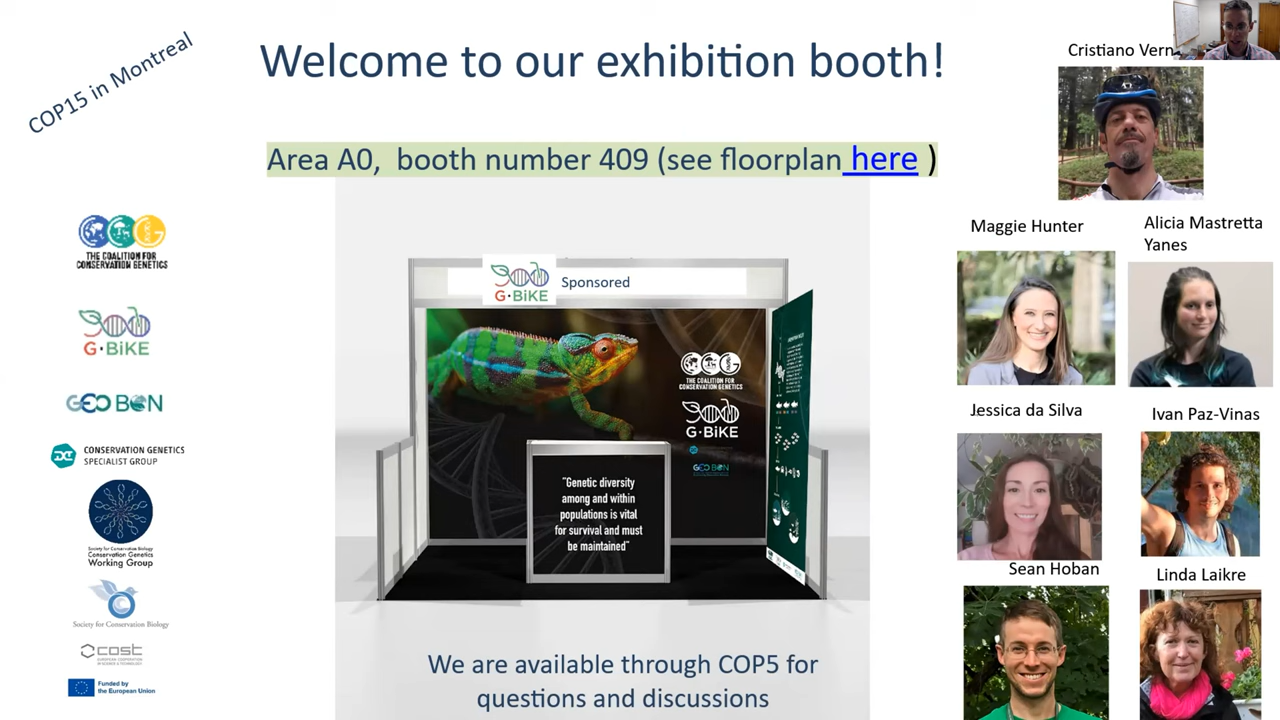 COP15 in Montreal
Welcome to our exhibition booth!
Area A0, booth number 409 (see floorplan here )
THE COALITION FOR
CONSERVATION GENETICS
G·BiKE
GEO BON
CONSERVATION GENETICS
SPECIALIST GROUP
Society for Conservation Biology
Conservation Genetics
Working Group
Society for Conservation Biology
cost
EUROPEAN COOPERATION
IN SCIENCE & TECHNOLOGY
Funded by
the European Union
G·BiKE
Sponsored
THE COALITION FOR
CONSERVATION GENETICS
G·BiKE
GEO BON
"Genetic diversity
among and within
populations is vital
for survival and must
be maintained"
We are available through COP5 for
questions and discussions
Cristiano Vern
Maggie Hunter
Alicia Mastretta
Yanes
Jessica da Silva
Ivan Paz-Vinas
Sean Hoban
Linda Laikre